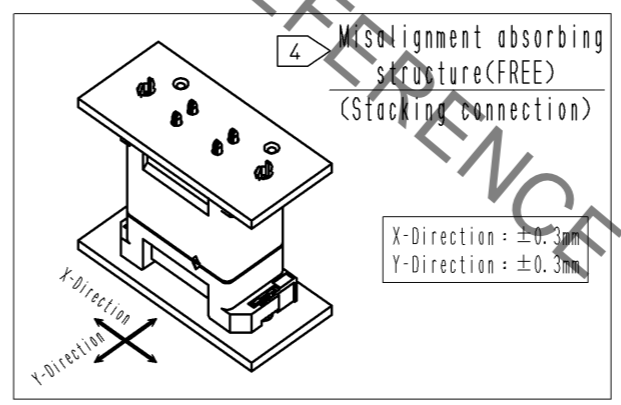 REFERENCE
4
Misalignment absorbing
structure(FREE)
(Stacking connection)
X-Direction : ±0.3mm
Y-Direction : ±0.3mm
X-Direction
Y-Direction